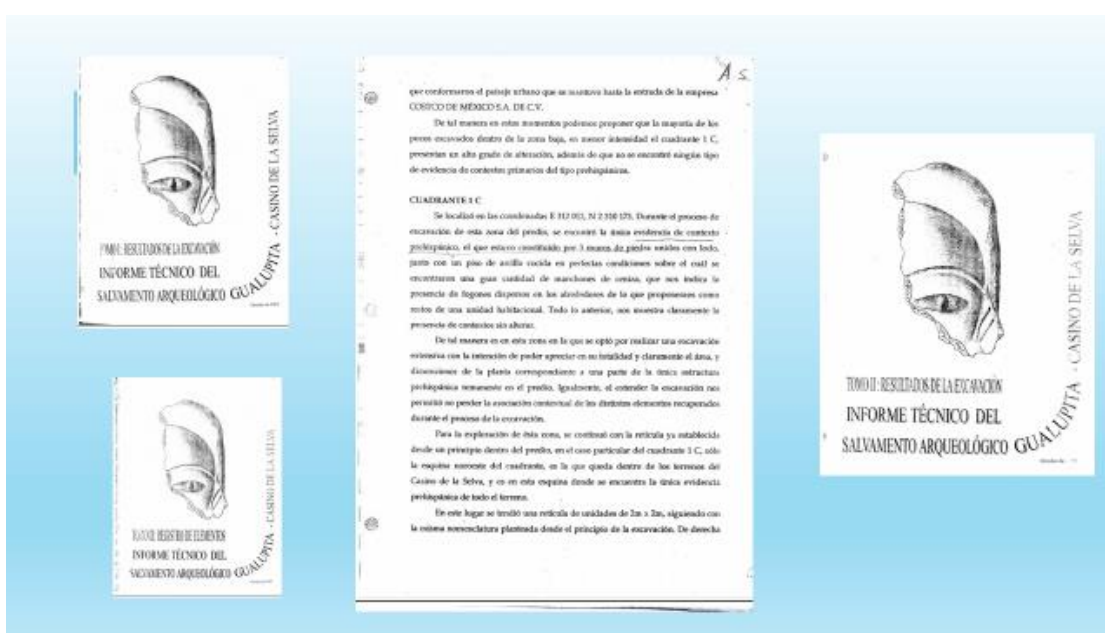 TOMO I: RESULTADOS DE LA EXCAVACIÓN
INFORME TÉCNICO DEL
SALVAMENTO ARQUEOLÓGICO GUALUPITA - CASINO DE LA SELVA
REGISTRO DE ELEMENTOS
INFORME TÉCNICO DEL
SALVAMENTO ARQUEOLÓGICO GUALUPITA - CASINO DE LA SELVA
A S
que conformaron el paisaje urbano que se mantuvo hasta la entrada de la empresa
COSTCO DE MÉXICO S.A. DE C.V.
De tal manera en estos momentos podemos proponer que la mayoría de los
pozos excavados dentro de la zona baja, en menor intensidad el cuadrante 1 C,
presentan un alto grado de alteración, además de que no se encontró ningún tipo
de evidencia de contextos primarios del tipo prehispánicos.
CUADRANTE 1 C
Se localizó en las coordenadas E N Durante el proceso de
excavación de esta zona del predio, se encontró la única evidencia de contexto
prehispánico, el que estuvo constituido por 3 muros de piedra unidos con lodo,
junto con un piso de arcilla cocida en perfectas condiciones sobre el cuál se
encontraron una gran cantidad de manchones de ceniza, que nos indica la
presencia de fogones dispersos en los alrededores de lo que proponemos como
restos de una unidad habitacional. Todo lo anterior, nos muestra claramente la
presencia de contextos sin alterar.
De tal manera es en esta zona en la que se optó por realizar una excavación
extensiva con la intención de poder apreciar en su totalidad y claramente el área, y
dimensiones de la planta correspondiente a una parte de la única estructura
prehispánica remanente en el predio. Igualmente, el extender la excavación nos
permitió no perder la asociación contextual de los distintos elementos recuperados
durante el proceso de la excavación.
Para la exploración de ésta zona, se continuó con la retícula ya establecida
desde un principio dentro del predio, en el caso particular del cuadrante 1 C, sólo
la esquina noroeste del cuadrante, es la que queda dentro de los terrenos del
Casino de la Selva, y es en esta esquina donde se encuentra la única evidencia
prehispánica de todo el terreno.
En este lugar se tendió una retícula de unidades de 2m x 2m, siguiendo con
la misma nomenclatura planteada desde el principio de la excavación. De derecha
TOMO II: RESULTADOS DE LA EXCAVACIÓN
INFORME TÉCNICO DEL
SALVAMENTO ARQUEOLÓGICO GUALUPITA - CASINO DE LA SELVA